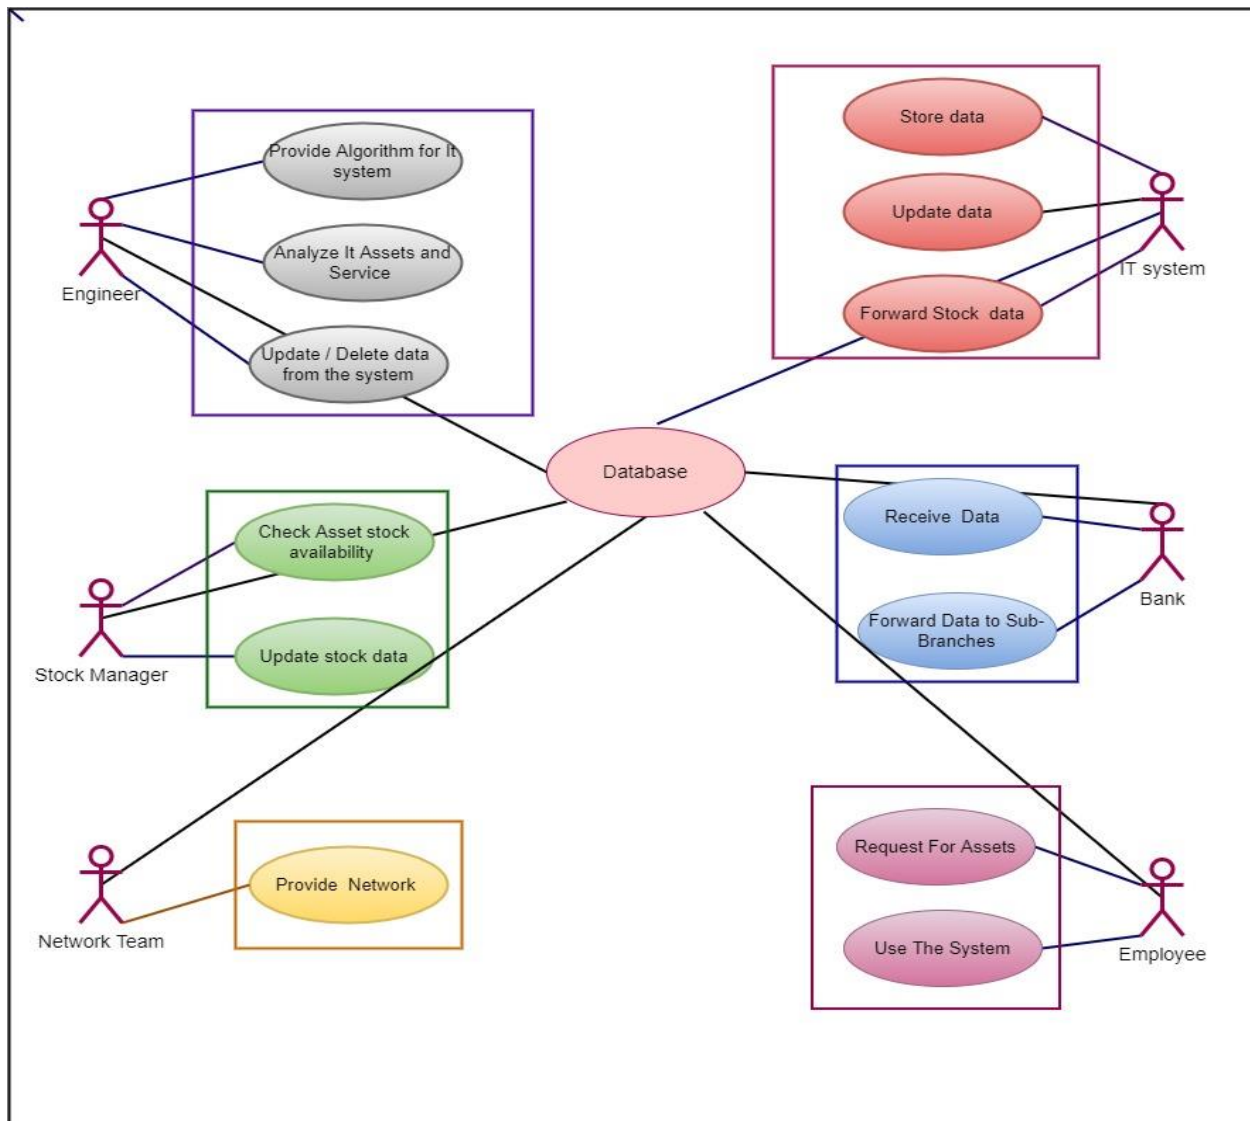 Provide Algorithm for It
system
Analyze It Assets and
Service
Engineer
Update / Delete data
from the system
Store data
Update data
IT system
Forward Stock  data
Database
Check Asset stock
availability
Update stock data
Stock Manager
Receive  Data
Bank
Forward Data to Sub-
Branches
Provide  Network
Network Team
Request For Assets
Use The System
Employee